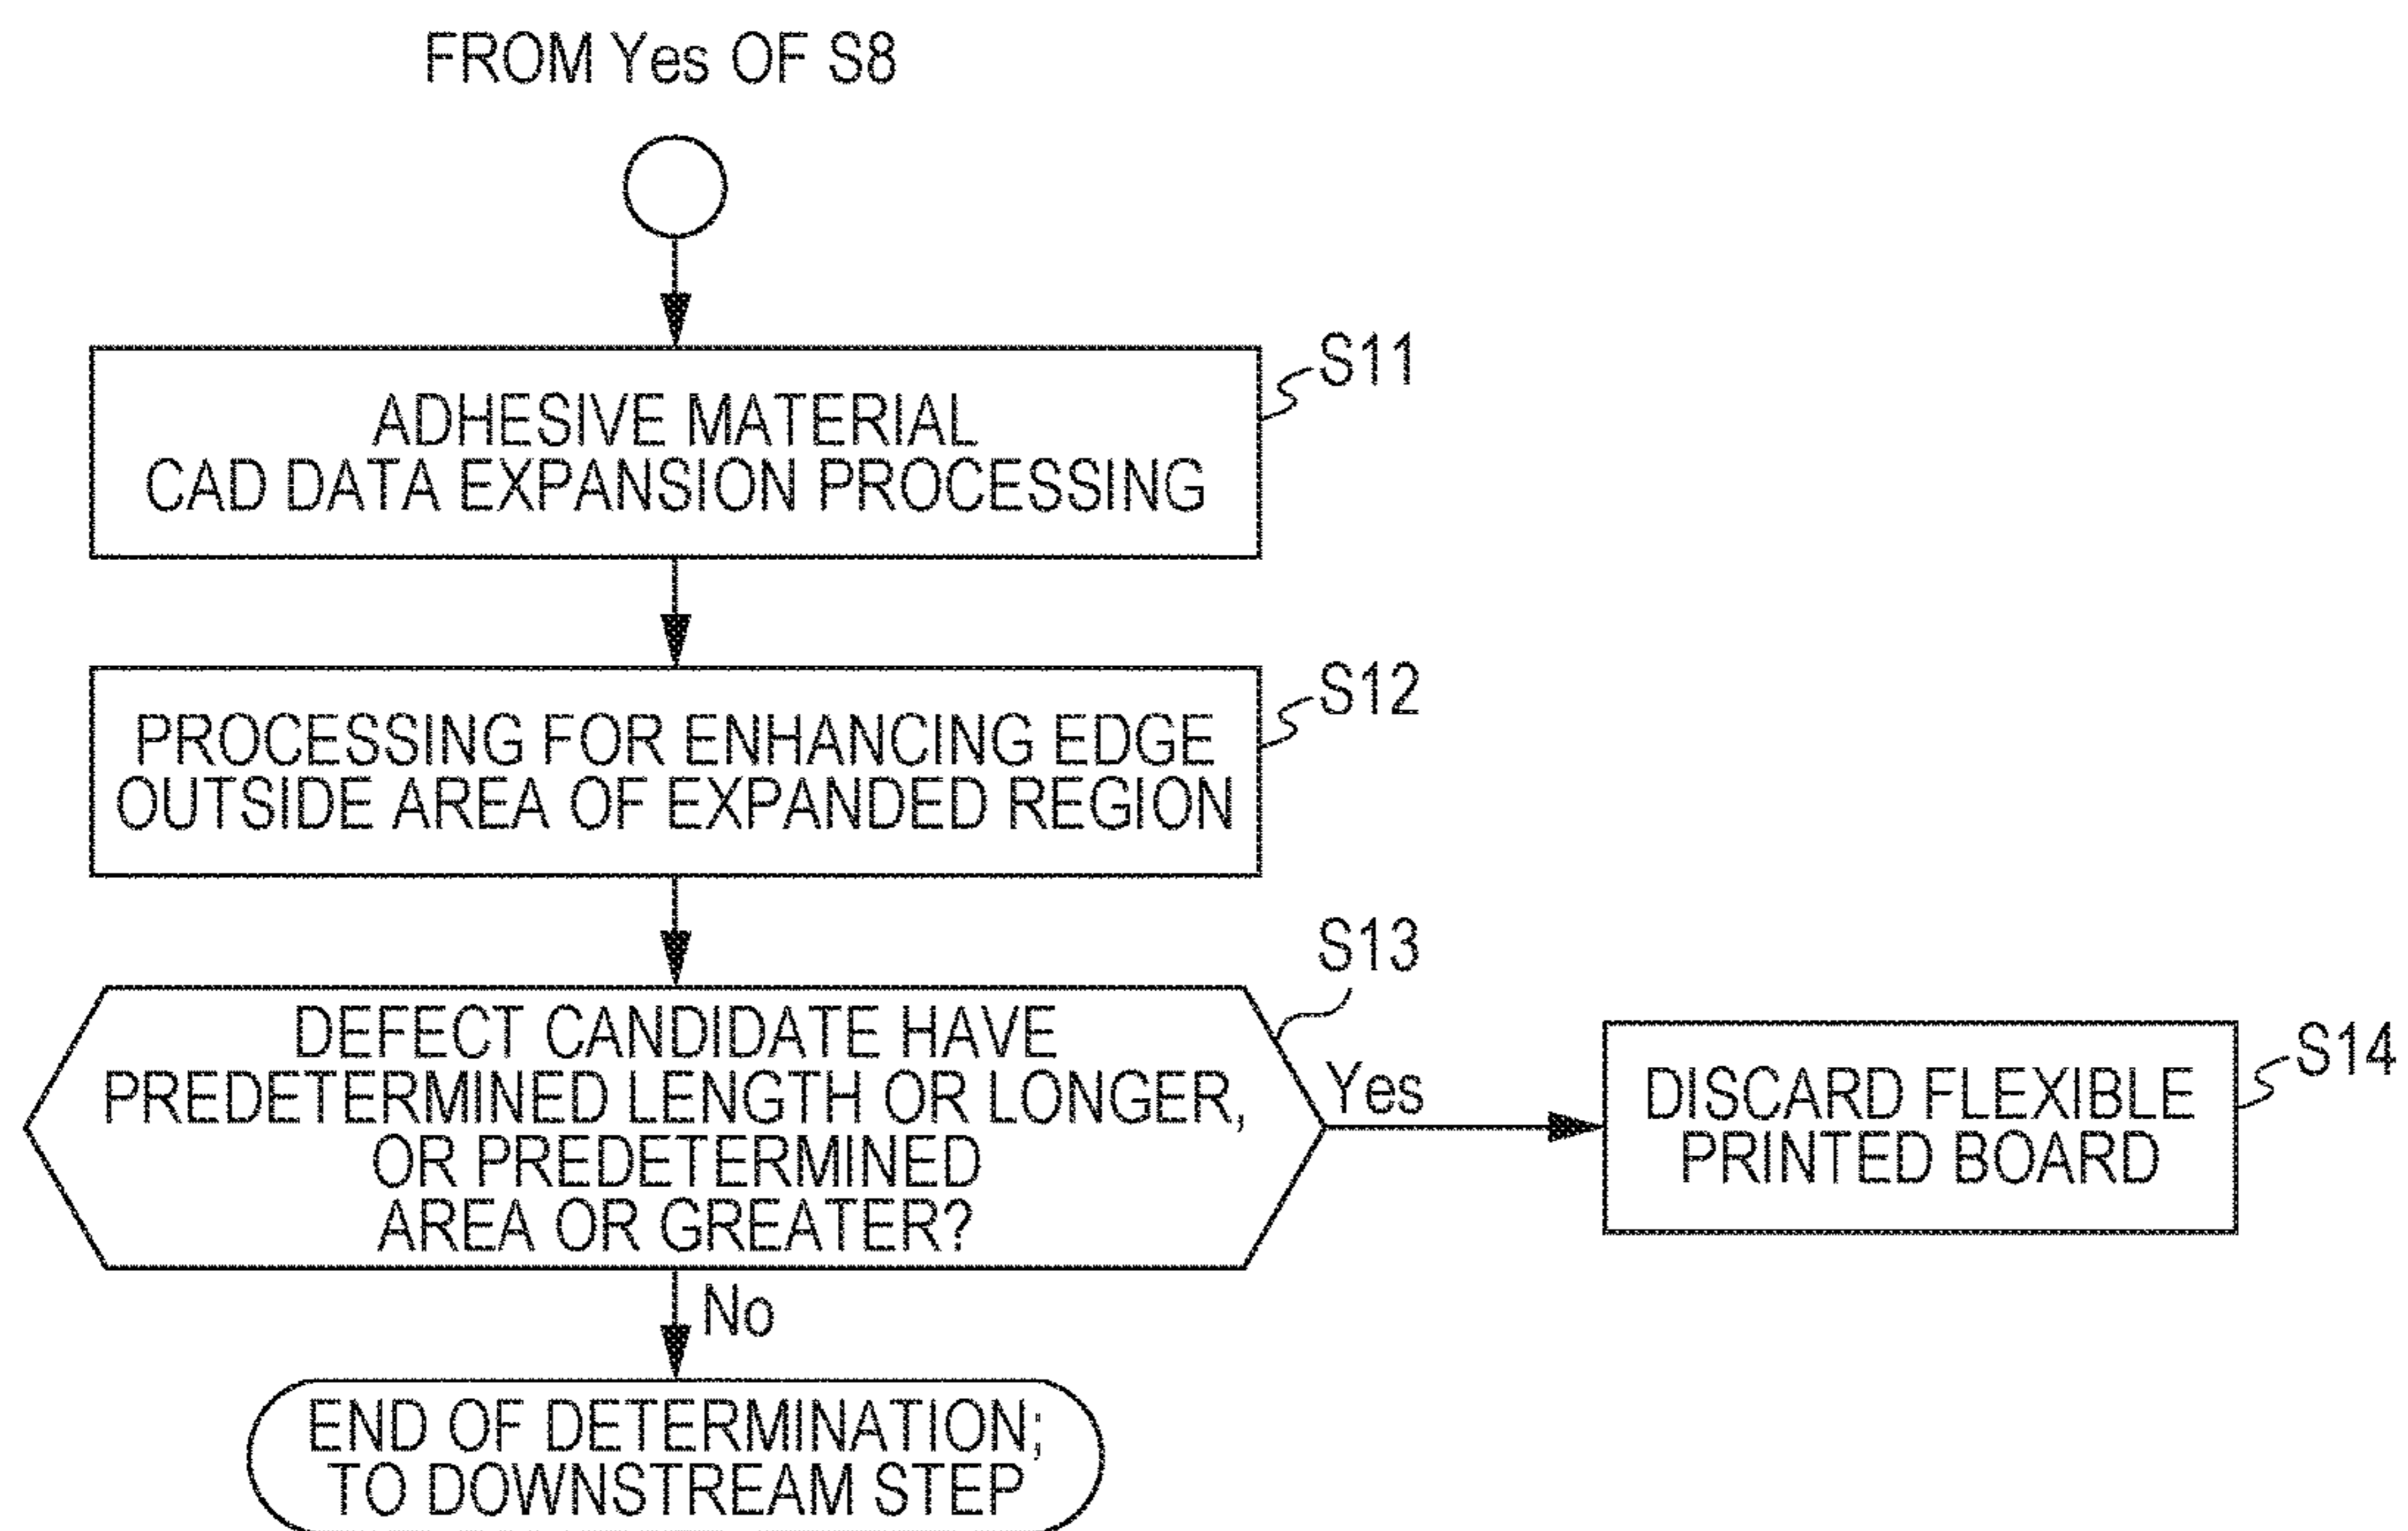 FROM Yes OF S8
S11
ADHESIVE MATERIAL
CAD DATA EXPANSION PROCESSING
S12
PROCESSING FOR ENHANCING EDGE
OUTSIDE AREA OF EXPANDED REGION
S13
DEFECT CANDIDATE HAVE
PREDETERMINED LENGTH OR LONGER,
OR PREDETERMINED
AREA OR GREATER?
Yes
S14
DISCARD FLEXIBLE
PRINTED BOARD
No
END OF DETERMINATION;
TO DOWNSTREAM STEP